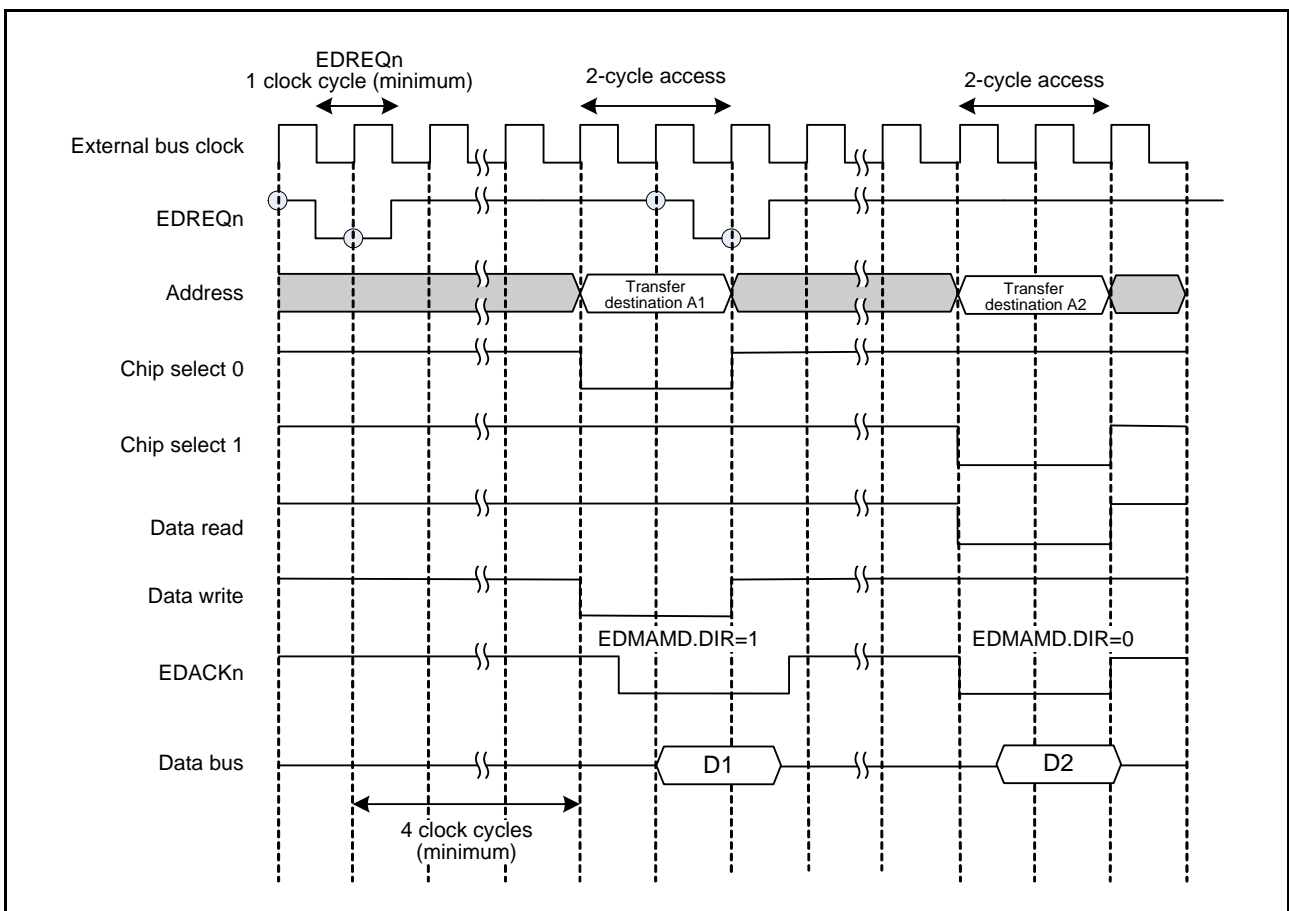 EDREQn
1 clock cycle (minimum)
2-cycle access
2-cycle access
External bus clock
EDREQn
Address
Transfer
destination A1
Transfer
destination A2
Chip select 0
Chip select 1
Data read
Data write
EDMAMD.DIR=1
EDMAMD.DIR=0
EDACKn
Data bus
D1
D2
4 clock cycles
(minimum)